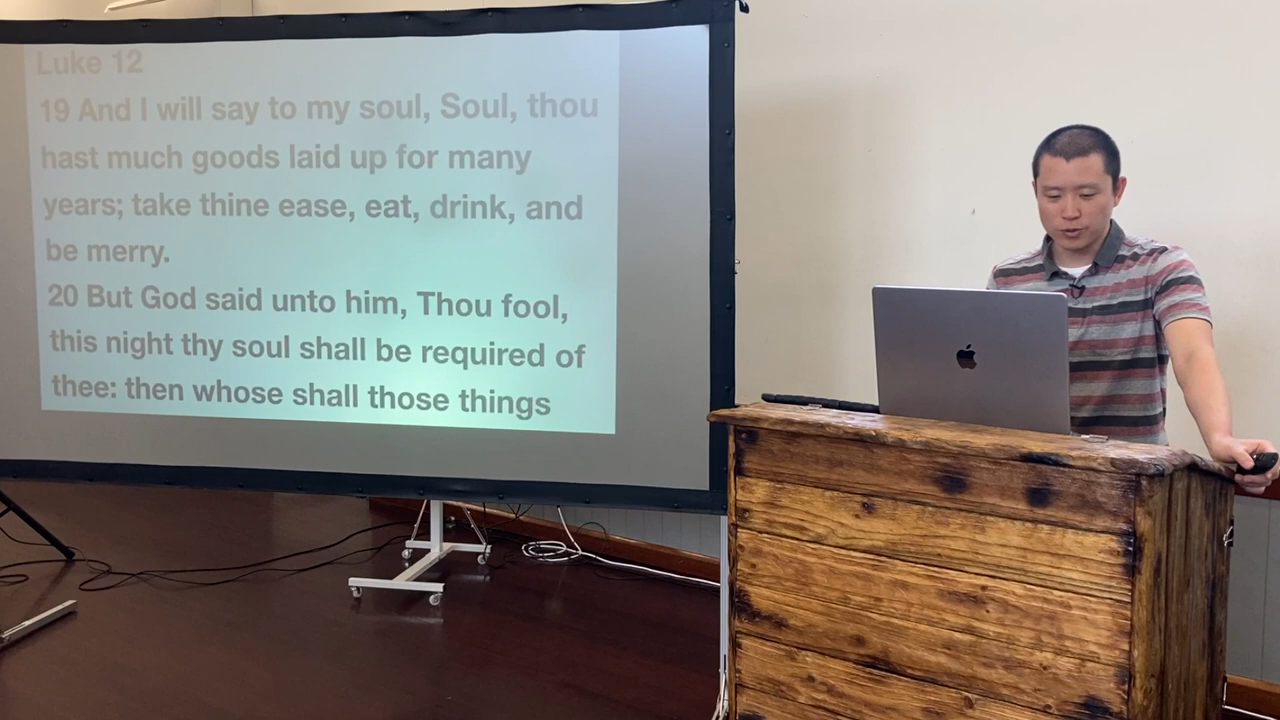 Luke 12
19 And I will say to my soul, Soul, thou
hast much goods laid up for many
years; take thine ease, eat, drink, and
be merry.
20 But God said unto him, Thou fool,
this night thy soul shall be required of
thee: then whose shall those things